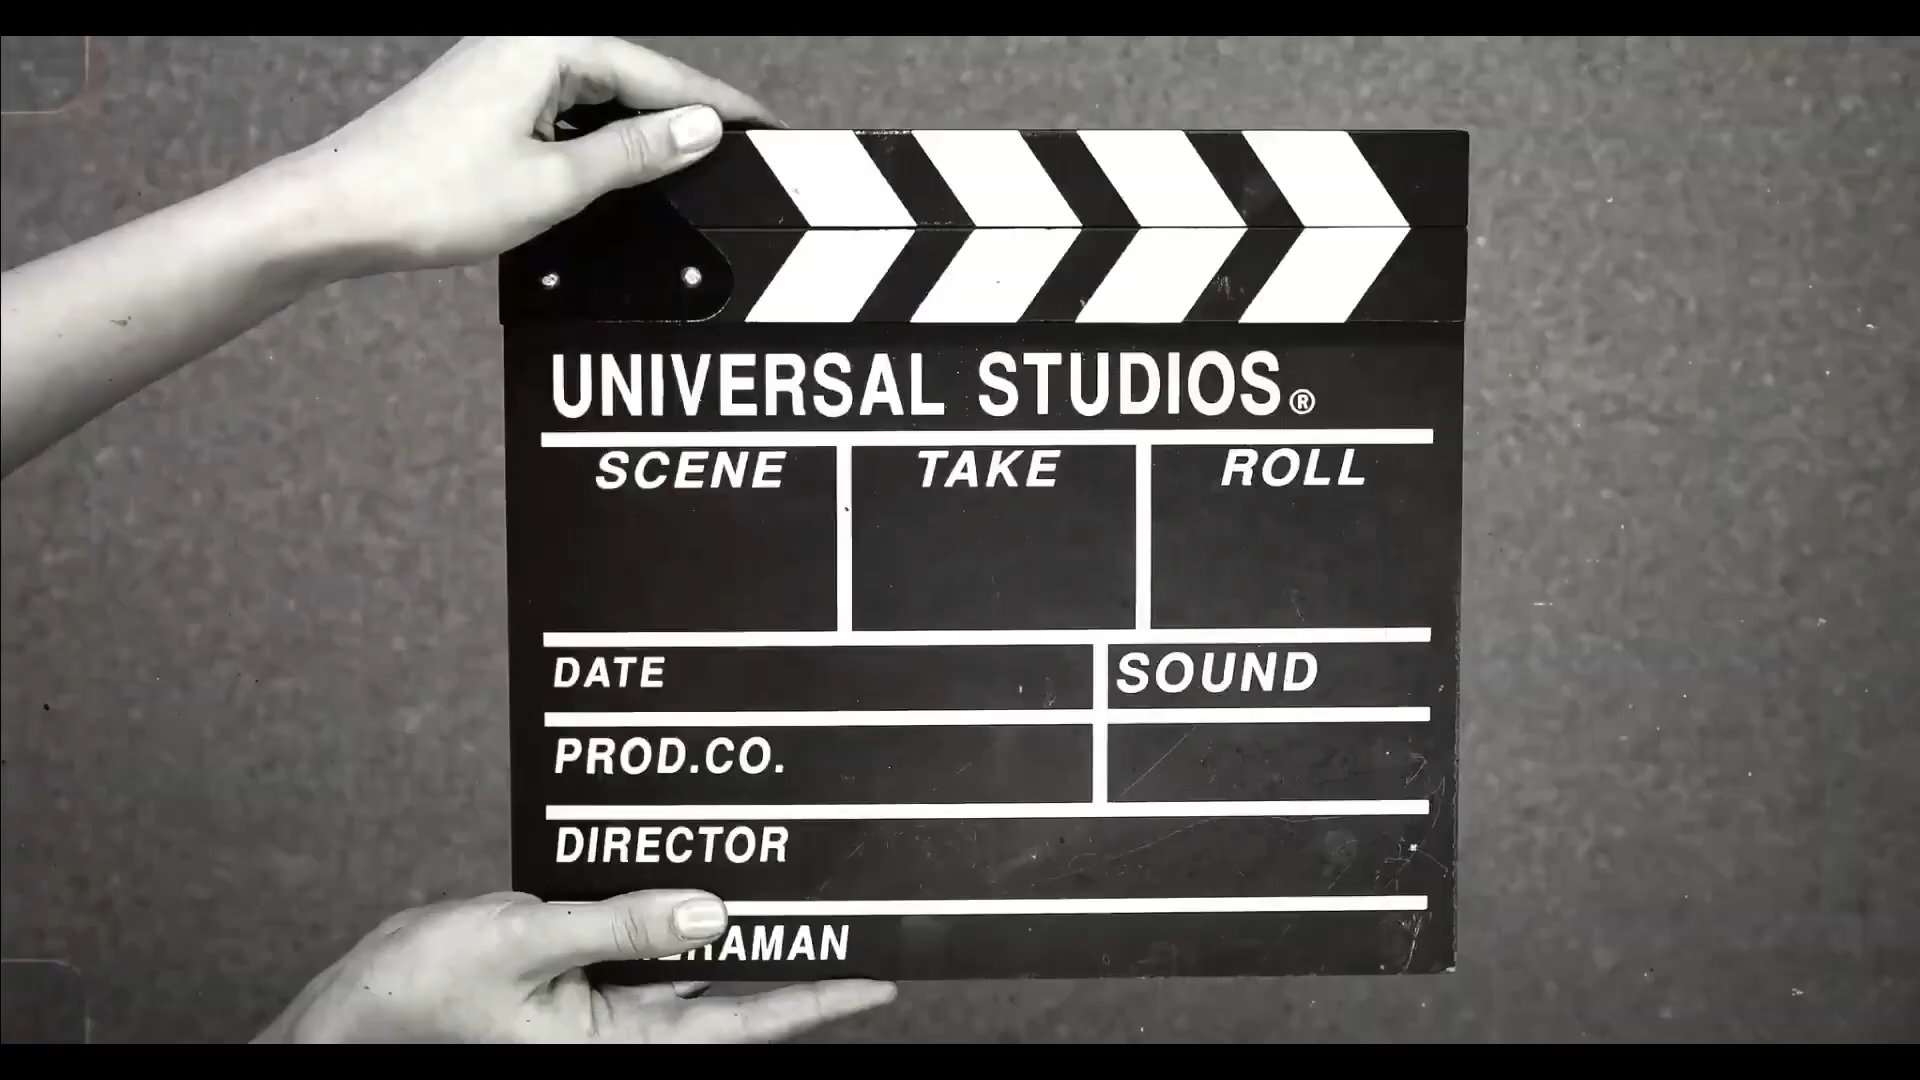 UNIVERSAL STUDIOS®
SCENE TAKE ROLL
DATE SOUND
PROD.CO.
DIRECTOR